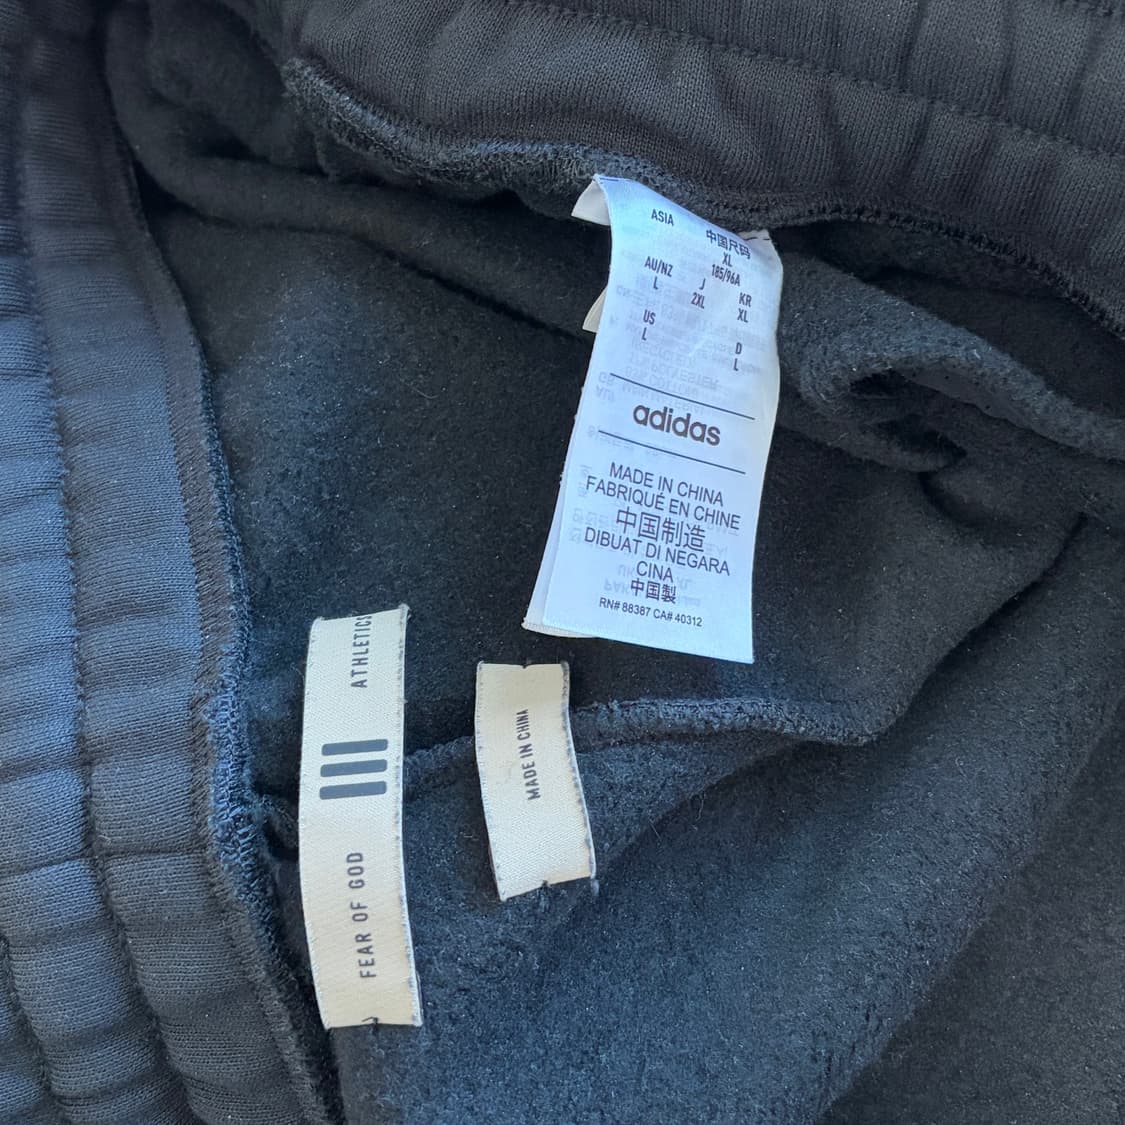 ASIA
中国尺码
XL
185/96A
AU/NZ
L
J
2XL
KR
XL
US
L
D
L
adidas
MADE IN CHINA
FABRIQUÉ EN CHINE
中国制造
DIBUAT DI NEGARA
CINA
中国製
RN# 88387 CA# 40312
FEAR OF GOD
ATHLETICS
MADE IN CHINA